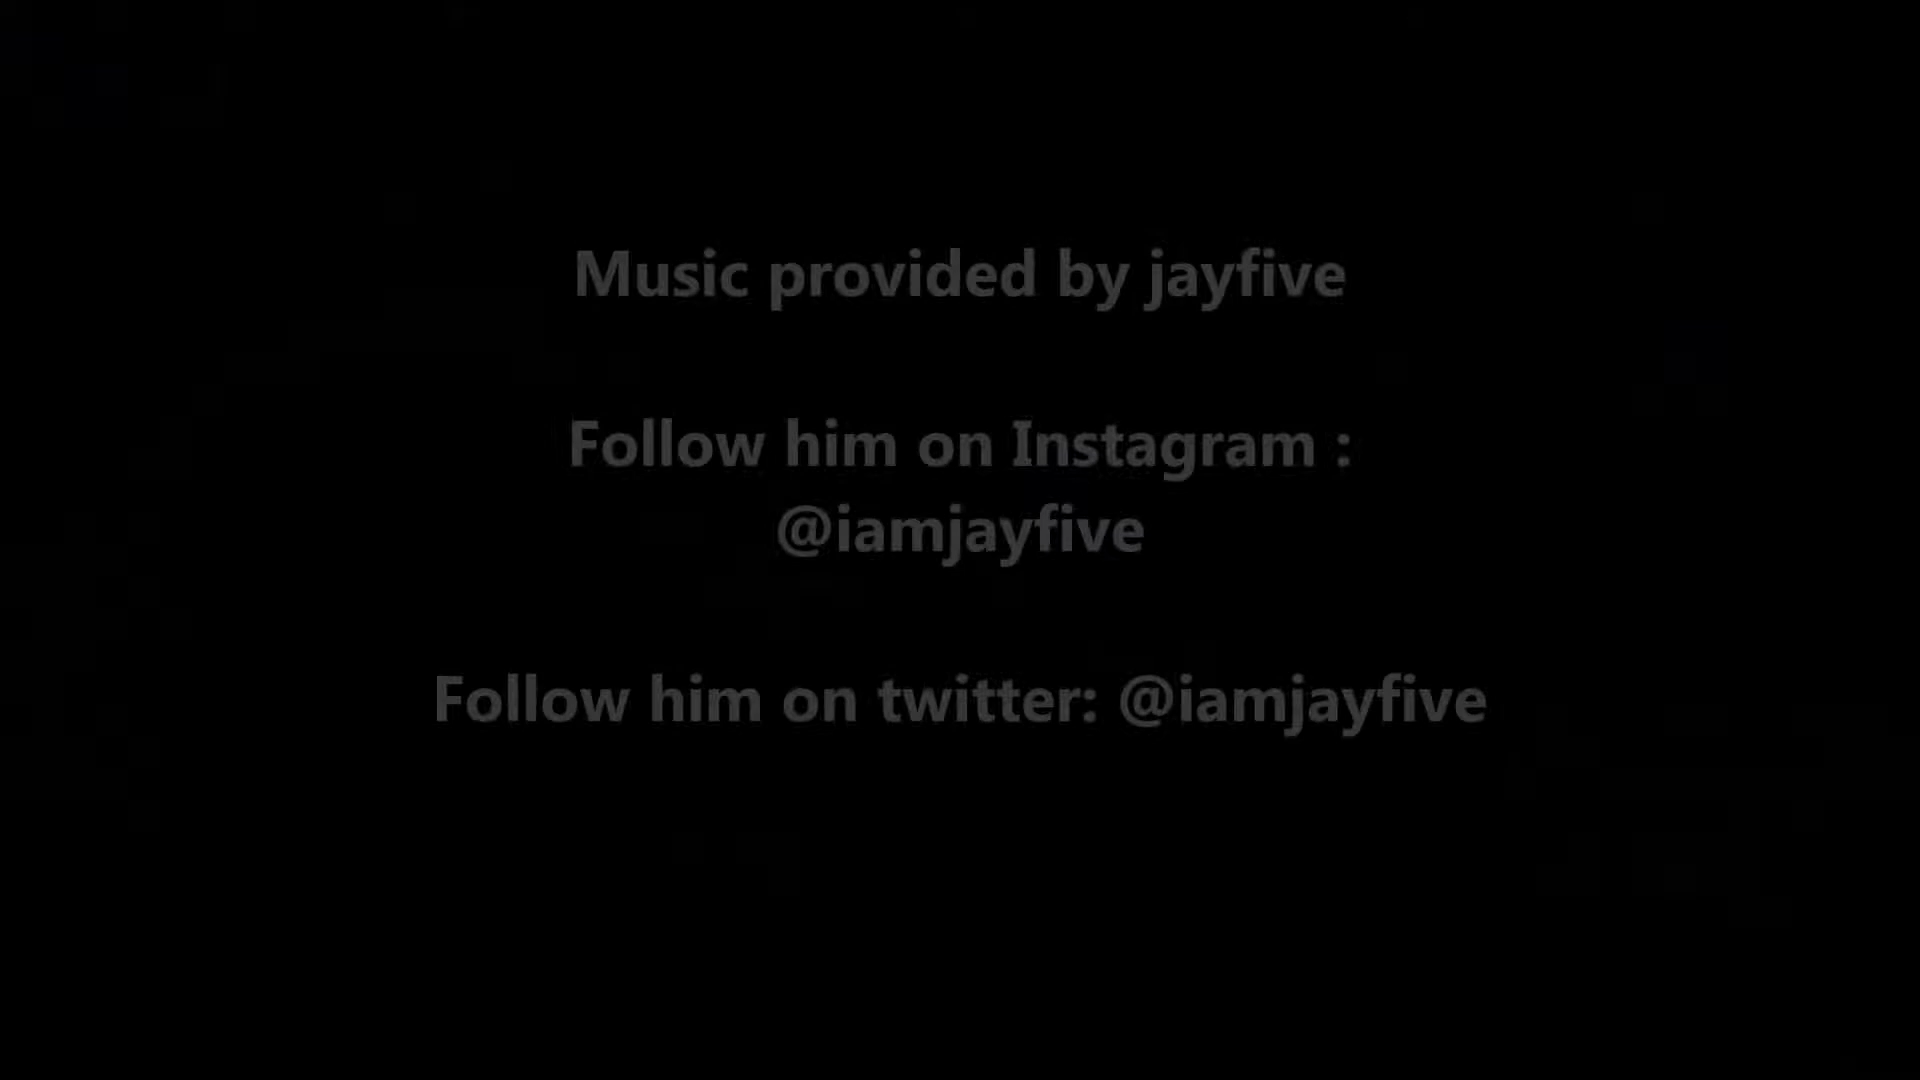 Music provided by jayfive
Follow him on Instagram :
@iamjayfive
Follow him on twitter: @iamjayfive